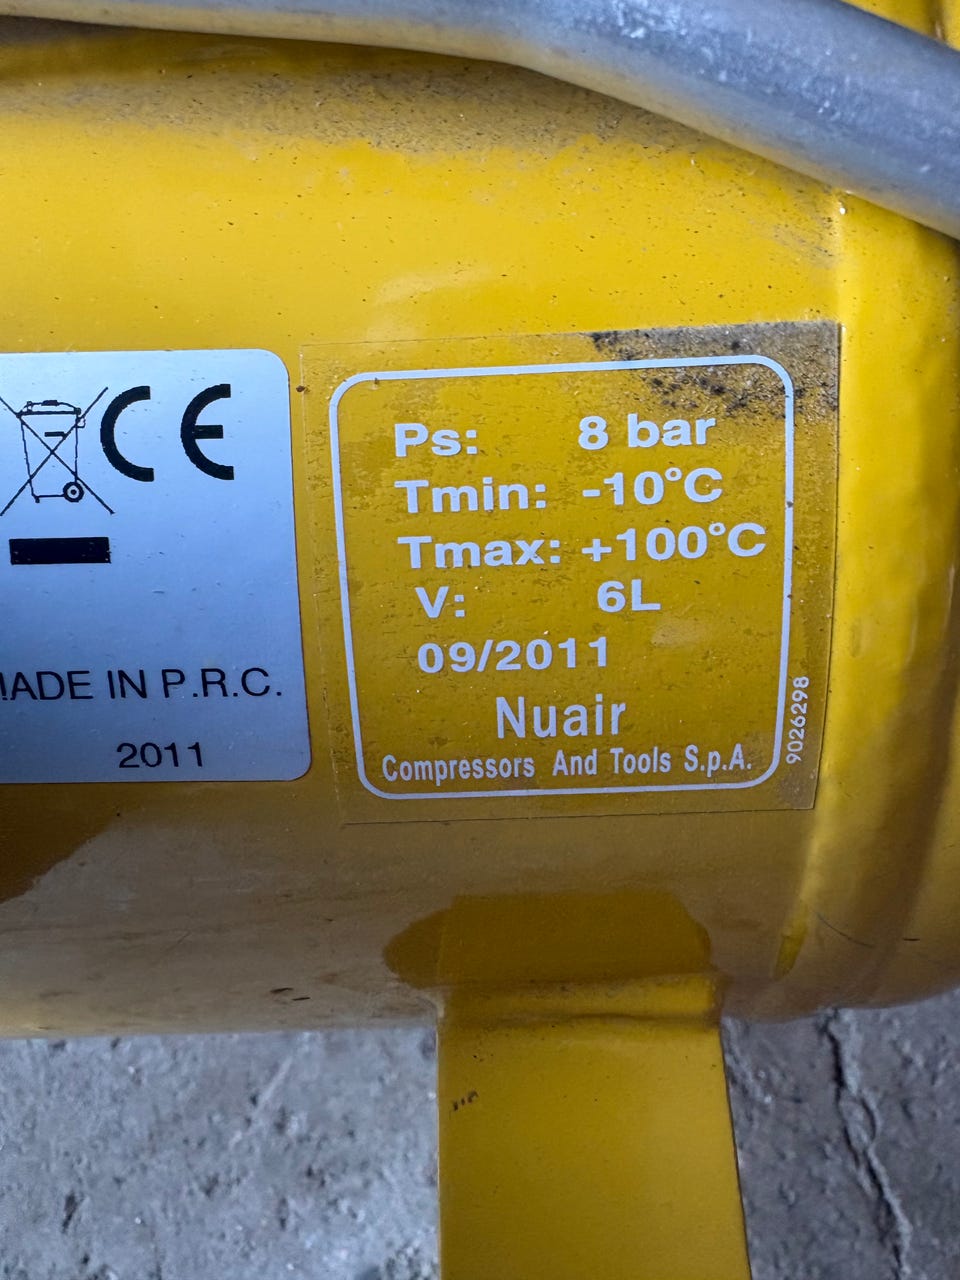 CE
MADE IN P.R.C.
2011
Ps: 8 bar
Tmin: -10°C
Tmax: +100°C
V: 6L
09/2011
Nuair
Compressors And Tools S.p.A.
9026298